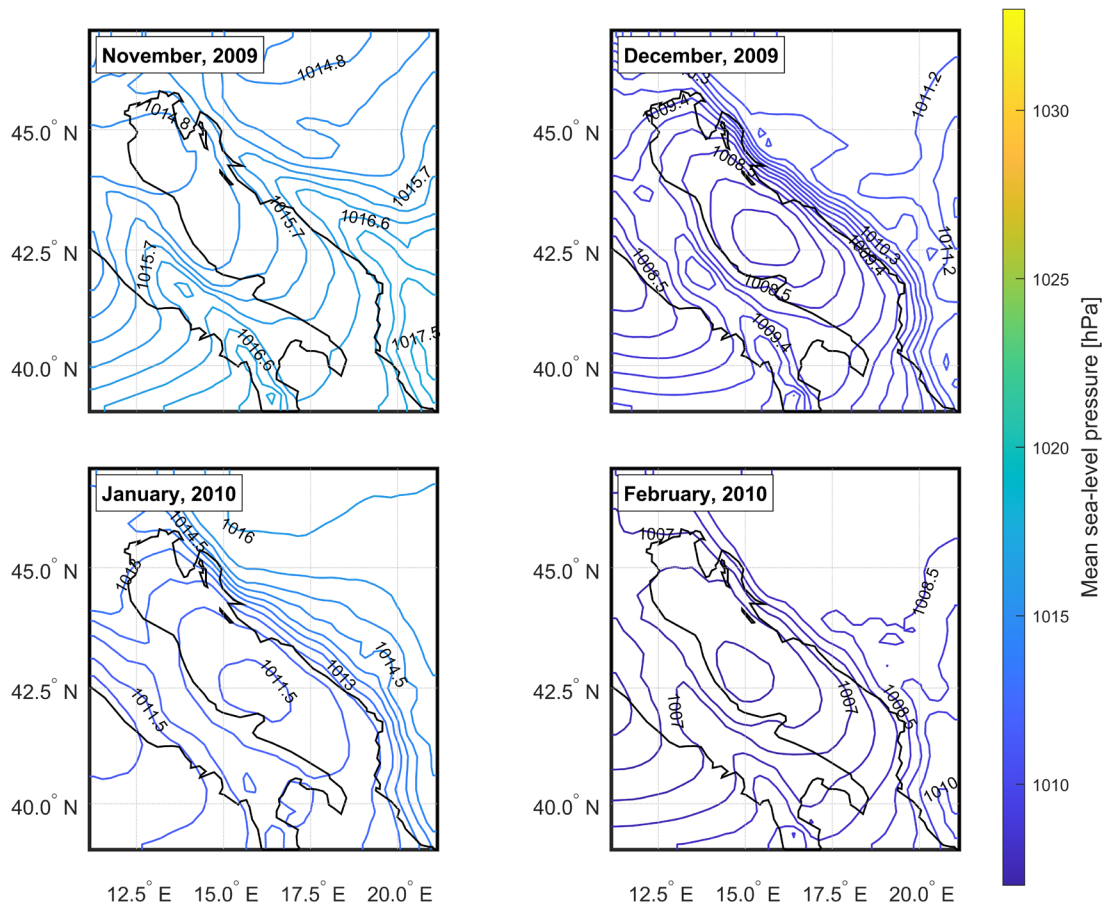 November, 2009
1014.8
1014.8
1015.7
1016.6
1015.7
1015.7
1016.6
1017.5
45.0° N
42.5° N
40.0° N
December, 2009
1009.4
1008.5
1011.2
1010.3
1009.4
1011.2
1008.5
1008.5
1009.4
45.0° N
42.5° N
40.0° N
January, 2010
1014.5
1016
1013
1014.5
1013
1011.5
1011.5
45.0° N
42.5° N
40.0° N
12.5° E 15.0° E 17.5° E 20.0° E
February, 2010
1007
1008.5
1007
1007
1008.5
1010
45.0° N
42.5° N
40.0° N
12.5° E 15.0° E 17.5° E 20.0° E
1030
1025
1020
1015
1010
Mean sea-level pressure [hPa]